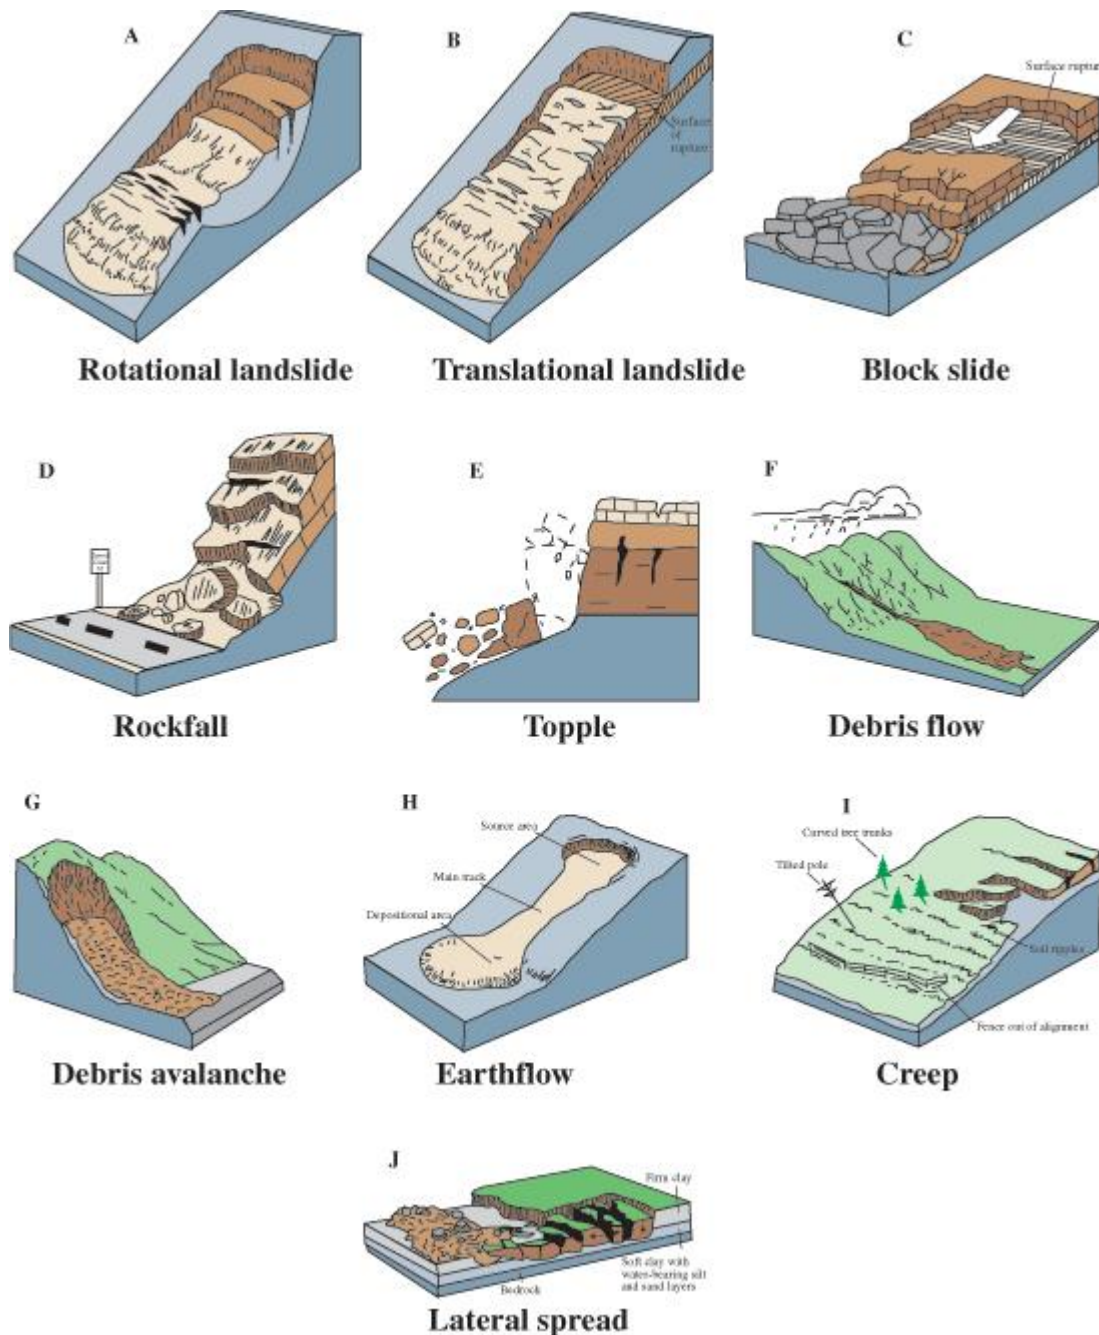 A
B
C
Surface rupture
Surface
of
rupture
Rotational landslide
Translational landslide
Block slide
D
E
F
Rockfall
Topple
Debris flow
G
H
I
Source area
Main track
Depositional area
Curved tree trunks
Tilted pole
Soil ripples
Fence out of alignment
Debris avalanche
Earthflow
Creep
J
Firm clay
Soft clay with
water-bearing silt
and sand layers
Bedrock
Lateral spread